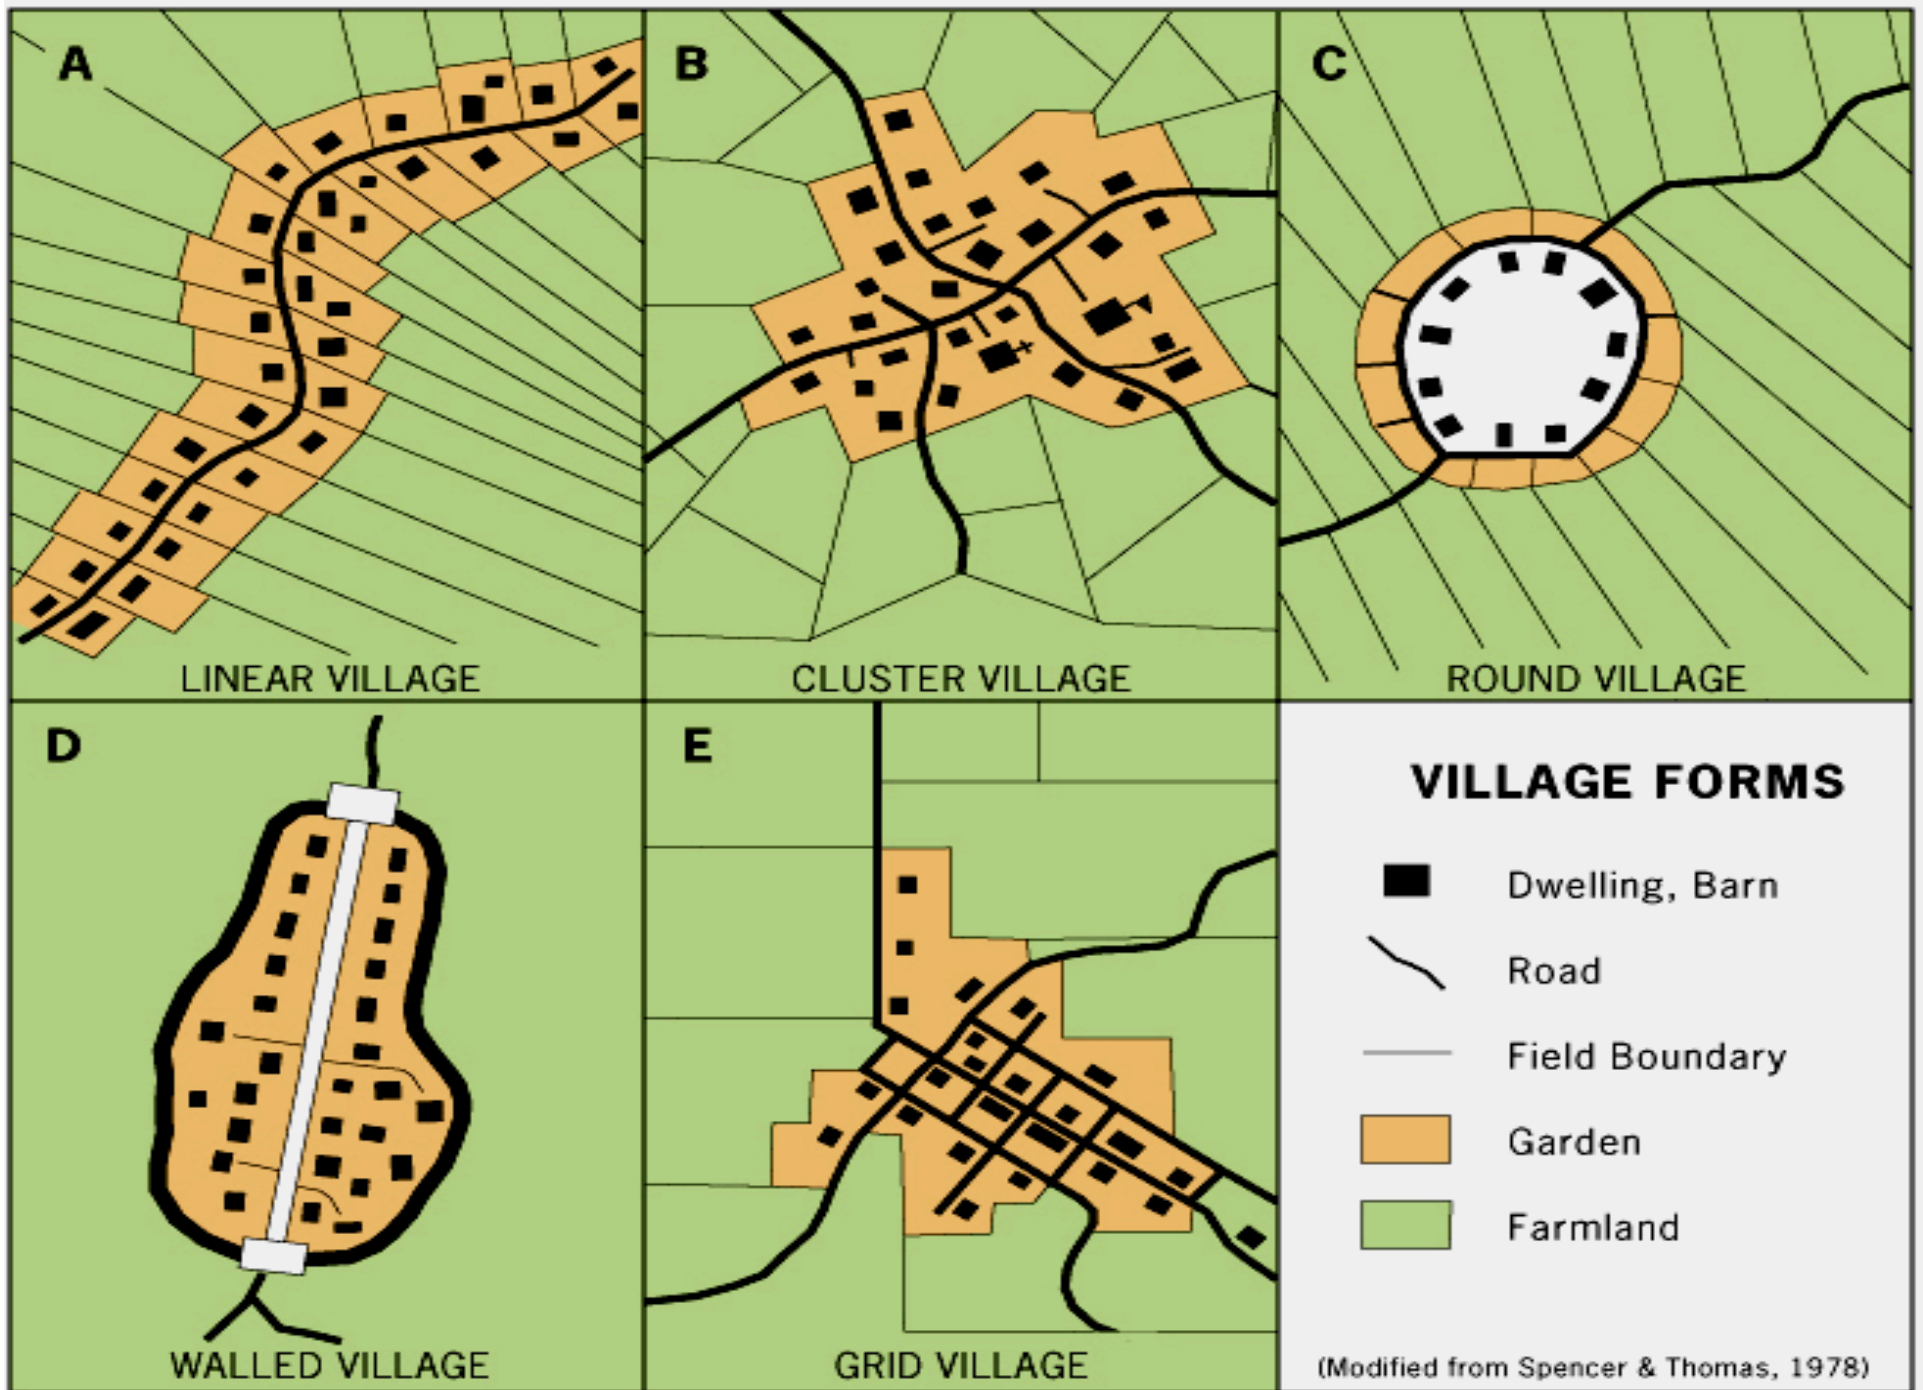 A
B
C
LINEAR VILLAGE
CLUSTER VILLAGE
ROUND VILLAGE
D
E
WALLED VILLAGE
GRID VILLAGE
VILLAGE FORMS
Dwelling, Barn
Road
Field Boundary
Garden
Farmland
(Modified from Spencer & Thomas, 1978)